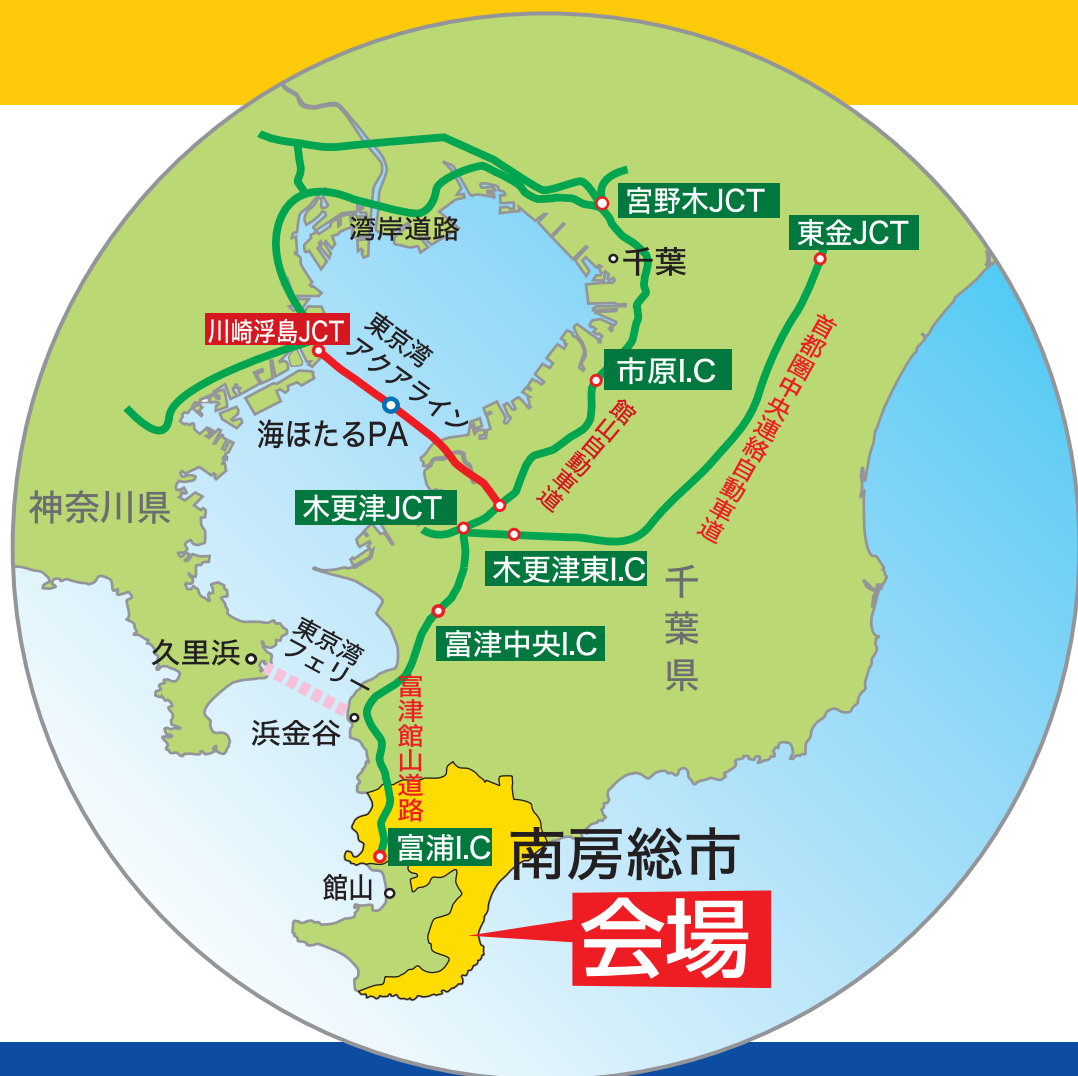 宮野木JCT
東金JCT
湾岸道路
千葉
川崎浮島JCT
東京湾
アクアライン
首都圏中央連絡自動車道
市原I.C
館山自動車道
海ほたるPA
神奈川県
木更津JCT
木更津東I.C
千葉県
富津中央I.C
東京湾
フェリー
久里浜
浜金谷
富津館山道路
富浦I.C
南房総市
館山
会場